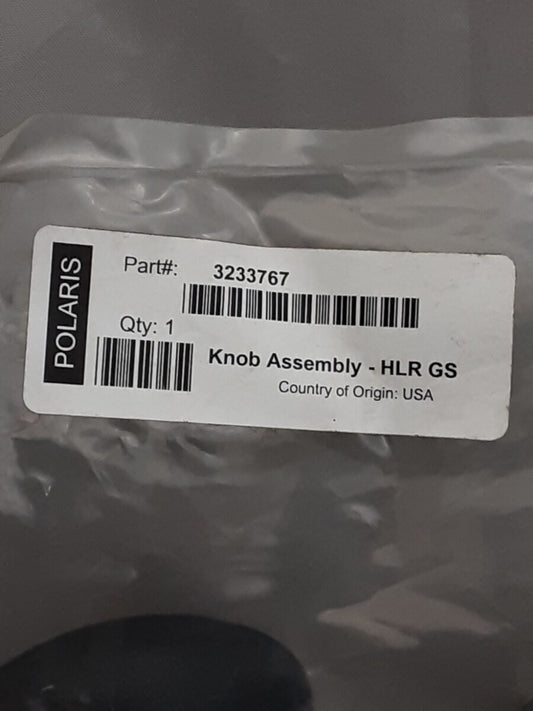 POLARIS
Part#: 3233767
Qty: 1
Knob Assembly - HLR GS
Country of Origin: USA